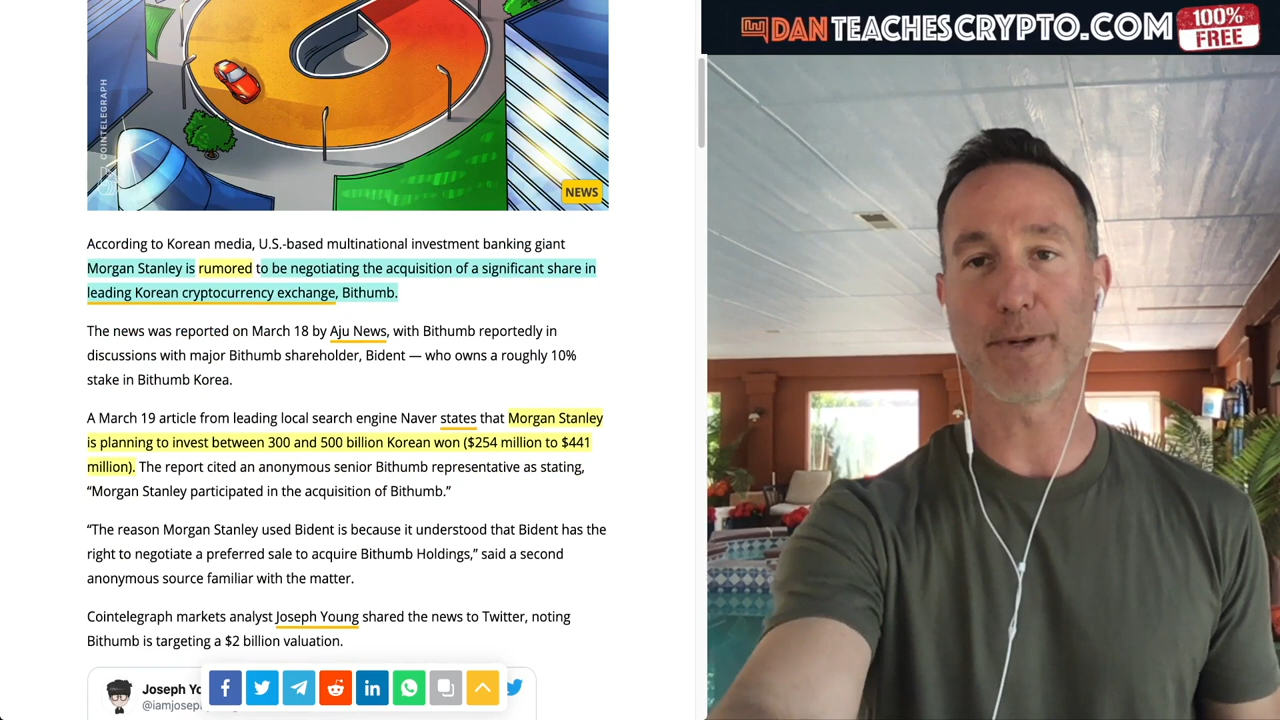 COINTELEGRAPH
NEWS
According to Korean media, U.S.-based multinational investment banking giant
Morgan Stanley is rumored to be negotiating the acquisition of a significant share in
leading Korean cryptocurrency exchange, Bithumb.
The news was reported on March 18 by Aju News, with Bithumb reportedly in
discussions with major Bithumb shareholder, Bident — who owns a roughly 10%
stake in Bithumb Korea.
A March 19 article from leading local search engine Naver states that Morgan Stanley
is planning to invest between 300 and 500 billion Korean won ($254 million to $441
million). The report cited an anonymous senior Bithumb representative as stating,
“Morgan Stanley participated in the acquisition of Bithumb.”
“The reason Morgan Stanley used Bident is because it understood that Bident has the
right to negotiate a preferred sale to acquire Bithumb Holdings,” said a second
anonymous source familiar with the matter.
Cointelegraph markets analyst Joseph Young shared the news to Twitter, noting
Bithumb is targeting a $2 billion valuation.
Joseph Yo
DANTEACHESCRYPTO.COM
100%
FREE